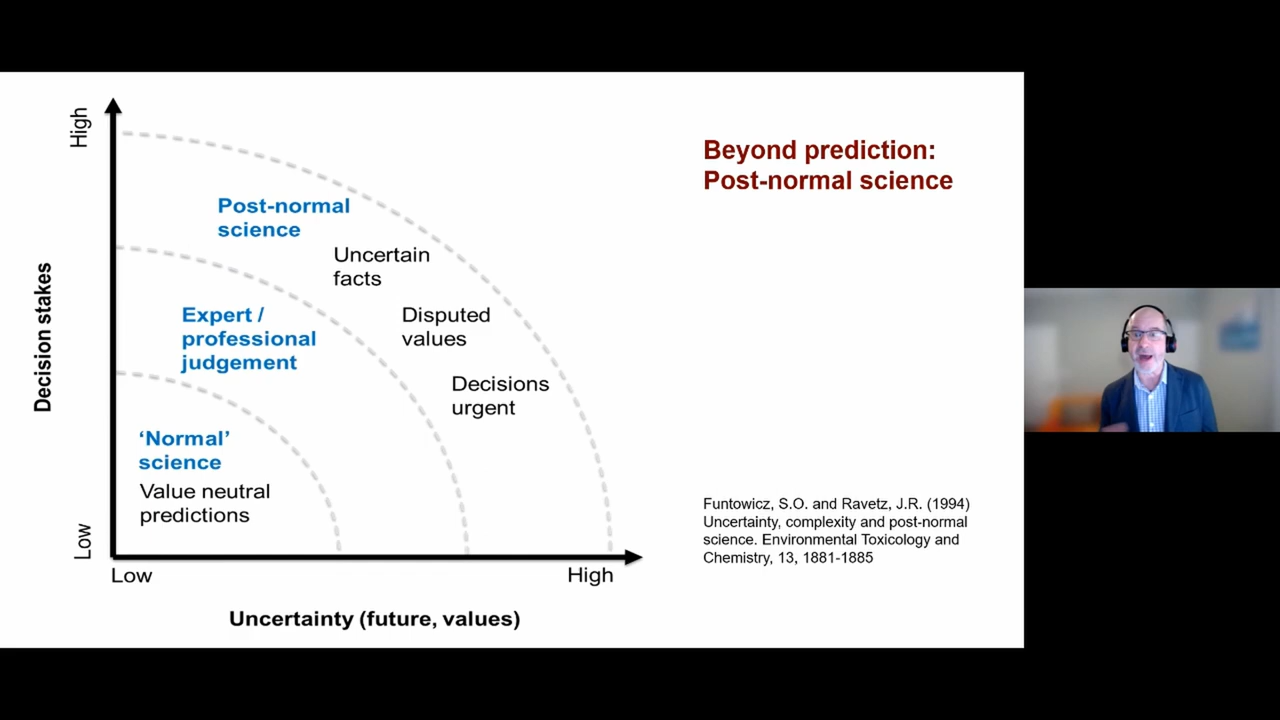 Beyond prediction:
Post-normal science
High
Decision stakes
Low
Post-normal
science
Uncertain
facts
Disputed
values
Decisions
urgent
Expert /
professional
judgement
‘Normal’
science
Value neutral
predictions
Low
High
Uncertainty (future, values)
Funtowicz, S.O. and Ravetz, J.R. (1994)
Uncertainty, complexity and post-normal
science. Environmental Toxicology and
Chemistry, 13, 1881-1885